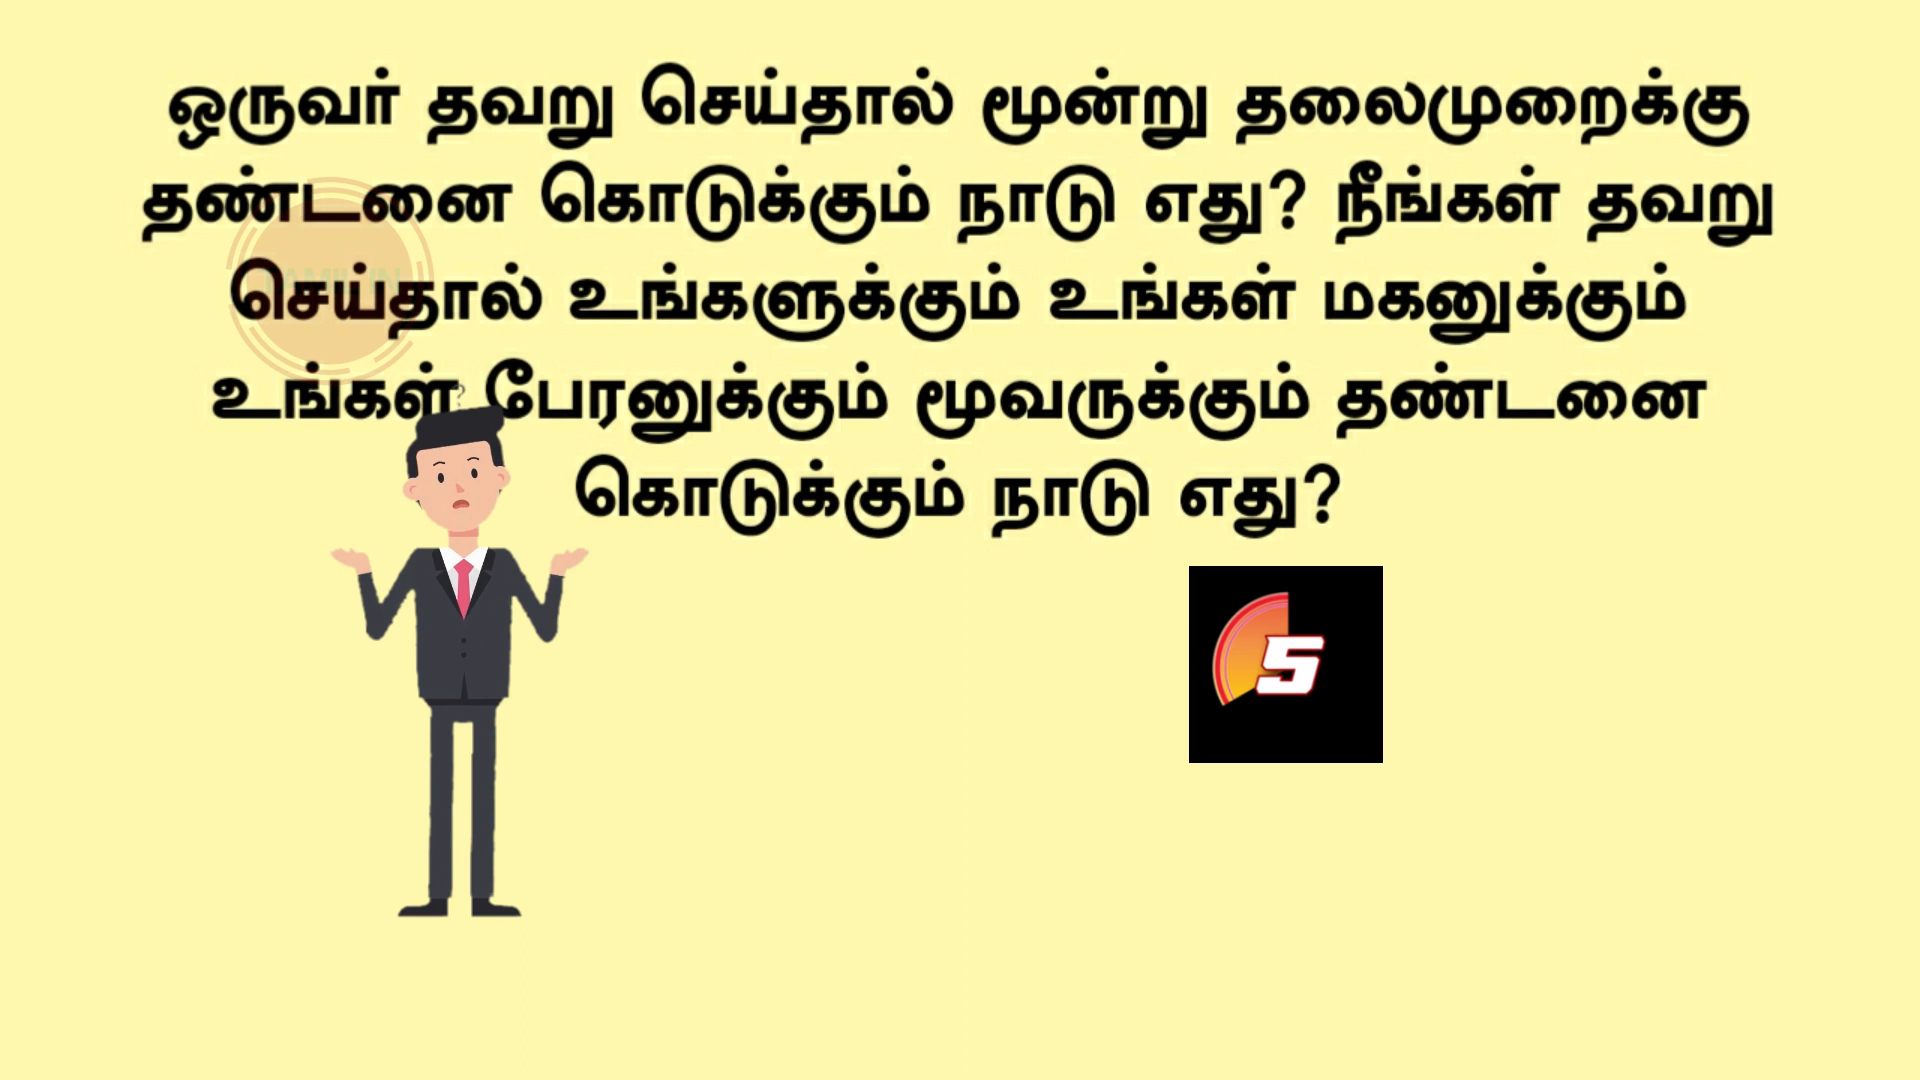 ஒருவர் தவறு செய்தால் மூன்று தலைமுறைக்கு
தண்டனை கொடுக்கும் நாடு எது? நீங்கள் தவறு
செய்தால் உங்களுக்கும் உங்கள் மகனுக்கும்
உங்கள் பேரனுக்கும் மூவருக்கும் தண்டனை
கொடுக்கும் நாடு எது?
5